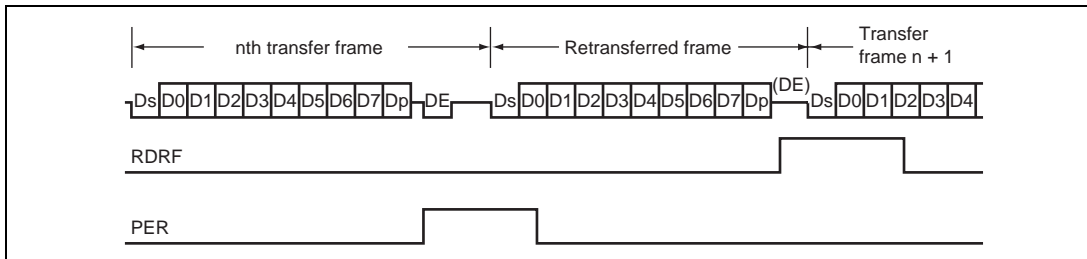 nth transfer frame Retransferred frame Transfer
frame n + 1
Ds D0 D1 D2 D3 D4 D5 D6 D7 Dp DE Ds D0 D1 D2 D3 D4 D5 D6 D7 Dp (DE) Ds D0 D1 D2 D3 D4
RDRF
PER